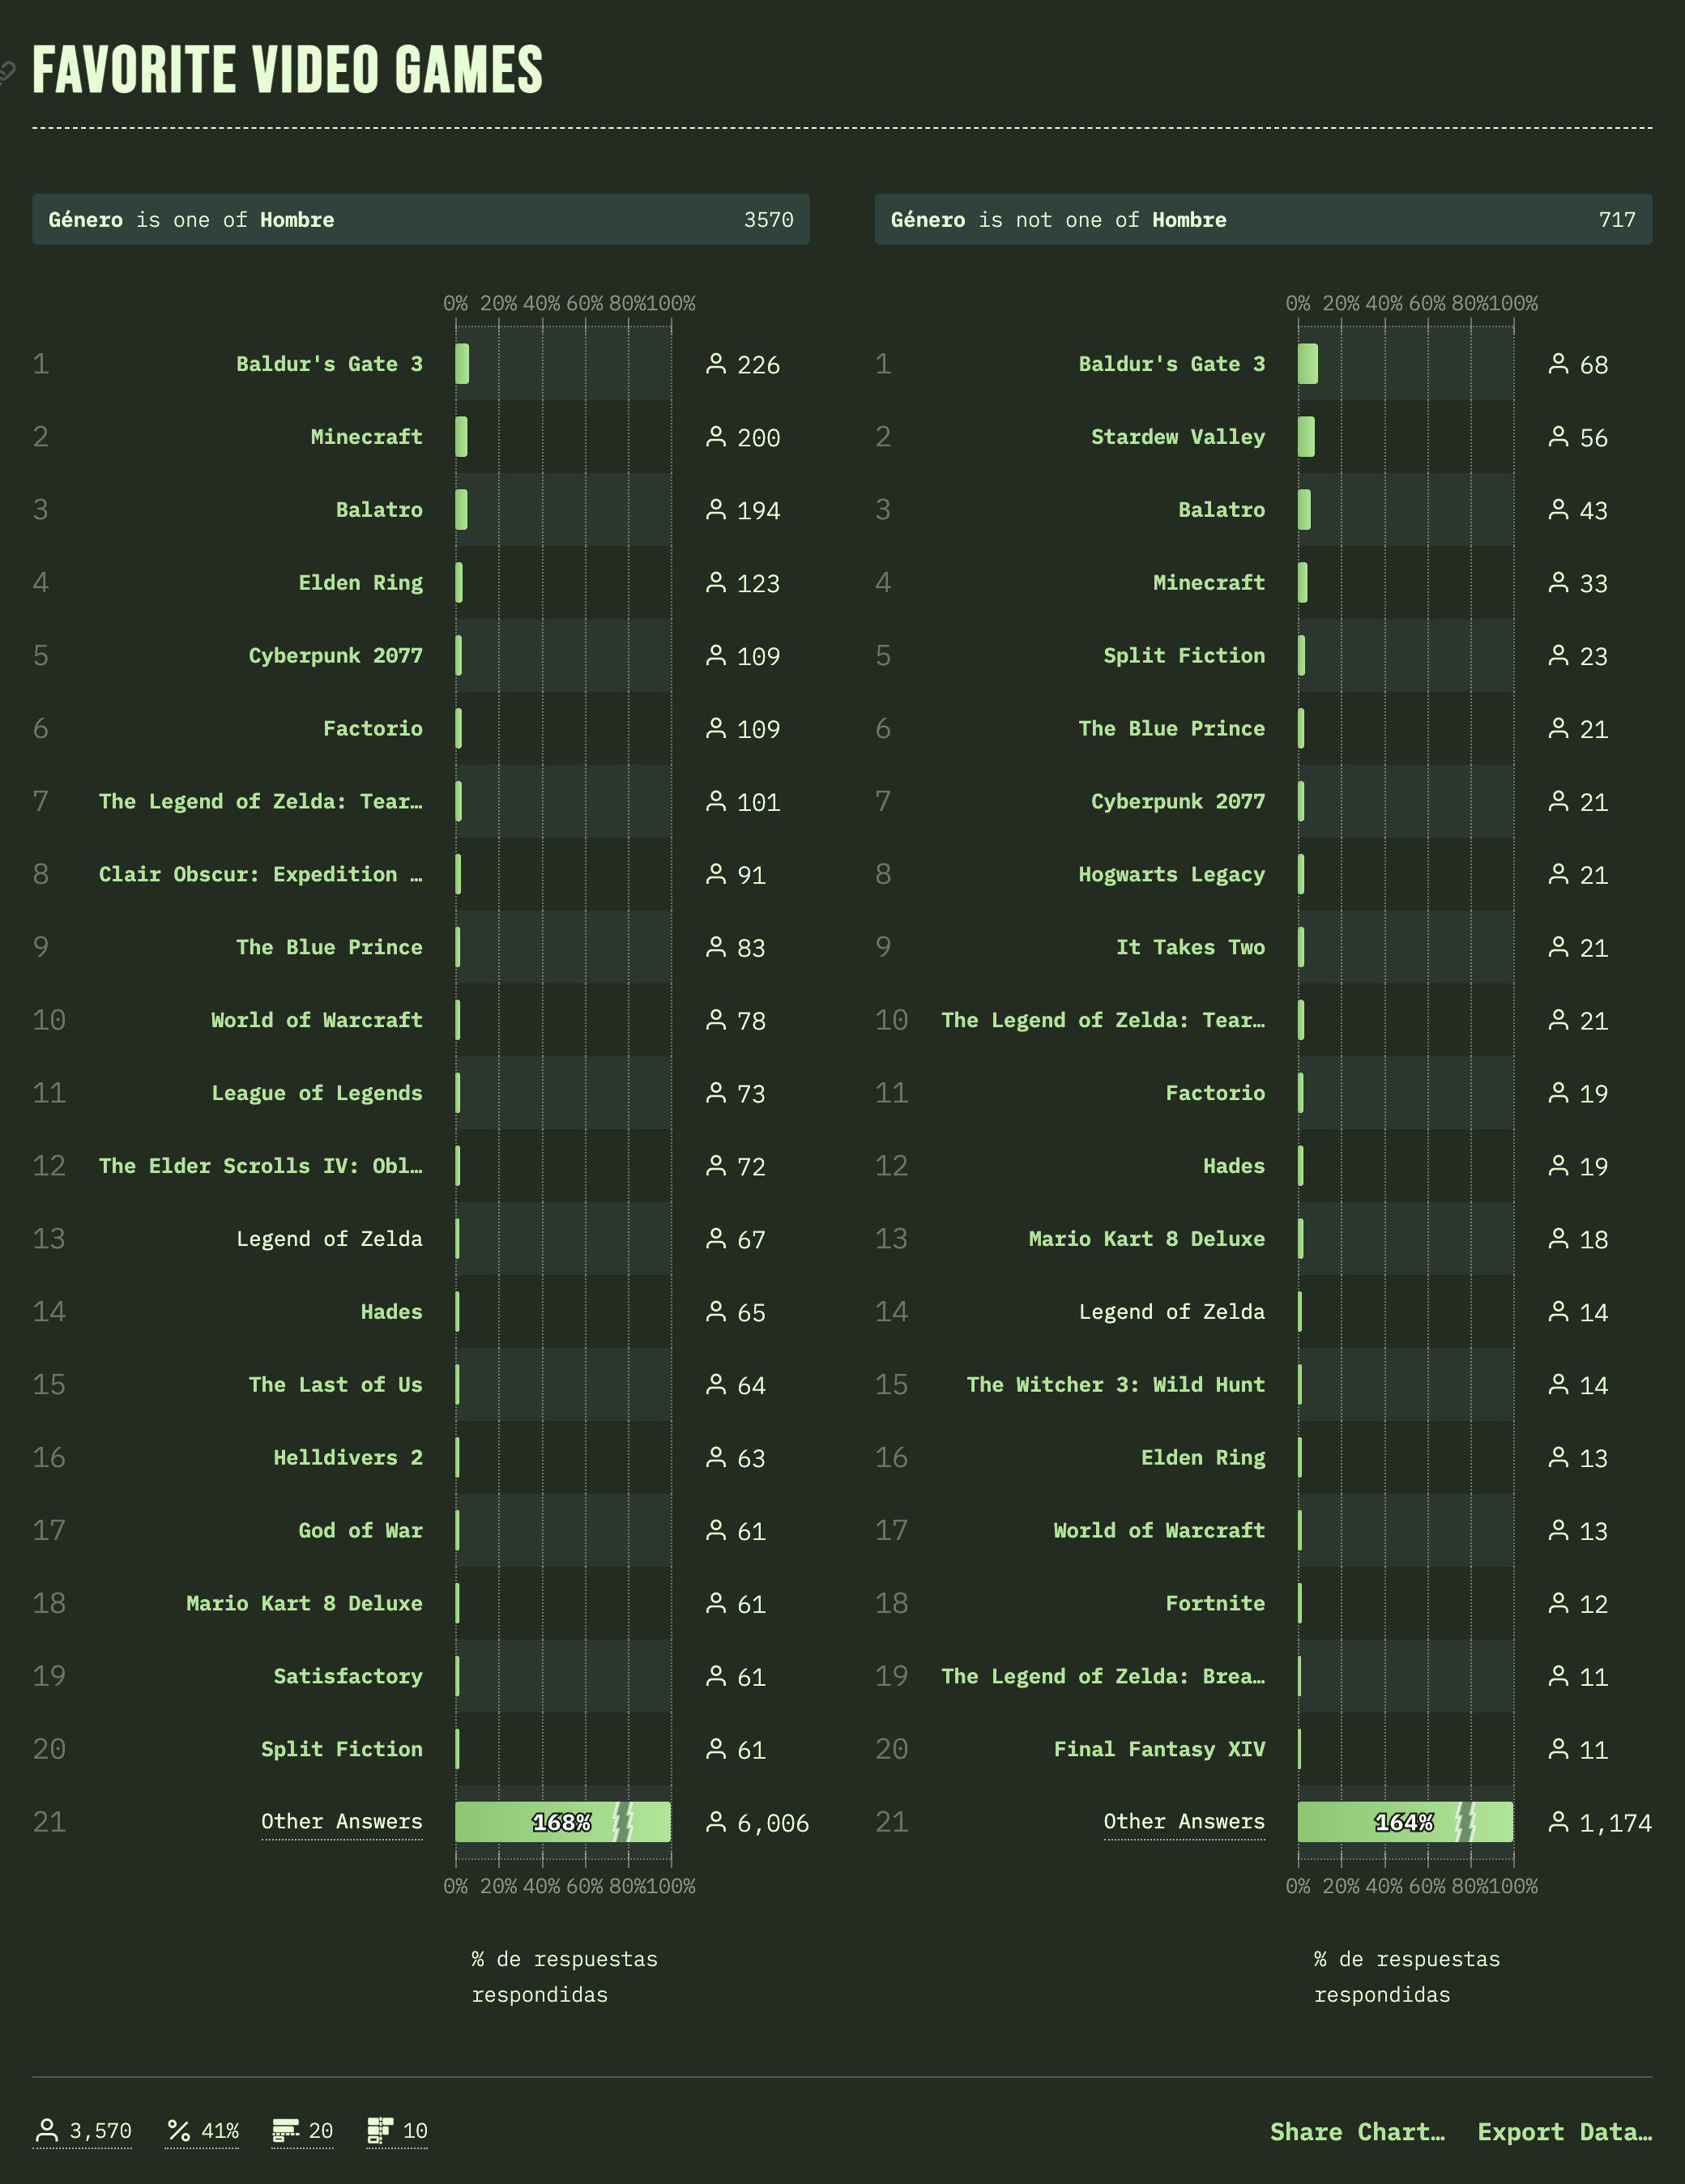 FAVORITE VIDEO GAMES
Género is one of Hombre 3570
0% 20% 40% 60% 80% 100%
1 Baldur's Gate 3 226
2 Minecraft 200
3 Balatro 194
4 Elden Ring 123
5 Cyberpunk 2077 109
6 Factorio 109
7 The Legend of Zelda: Tear… 101
8 Clair Obscur: Expedition … 91
9 The Blue Prince 83
10 World of Warcraft 78
11 League of Legends 73
12 The Elder Scrolls IV: Obl… 72
13 Legend of Zelda 67
14 Hades 65
15 The Last of Us 64
16 Helldivers 2 63
17 God of War 61
18 Mario Kart 8 Deluxe 61
19 Satisfactory 61
20 Split Fiction 61
21 Other Answers 168% 6,006
0% 20% 40% 60% 80% 100%
% de respuestas
respondidas
Género is not one of Hombre 717
0% 20% 40% 60% 80% 100%
1 Baldur's Gate 3 68
2 Stardew Valley 56
3 Balatro 43
4 Minecraft 33
5 Split Fiction 23
6 The Blue Prince 21
7 Cyberpunk 2077 21
8 Hogwarts Legacy 21
9 It Takes Two 21
10 The Legend of Zelda: Tear… 21
11 Factorio 19
12 Hades 19
13 Mario Kart 8 Deluxe 18
14 Legend of Zelda 14
15 The Witcher 3: Wild Hunt 14
16 Elden Ring 13
17 World of Warcraft 13
18 Fortnite 12
19 The Legend of Zelda: Brea… 11
20 Final Fantasy XIV 11
21 Other Answers 164% 1,174
0% 20% 40% 60% 80% 100%
% de respuestas
respondidas
3,570 41% 20 10 Share Chart… Export Data…